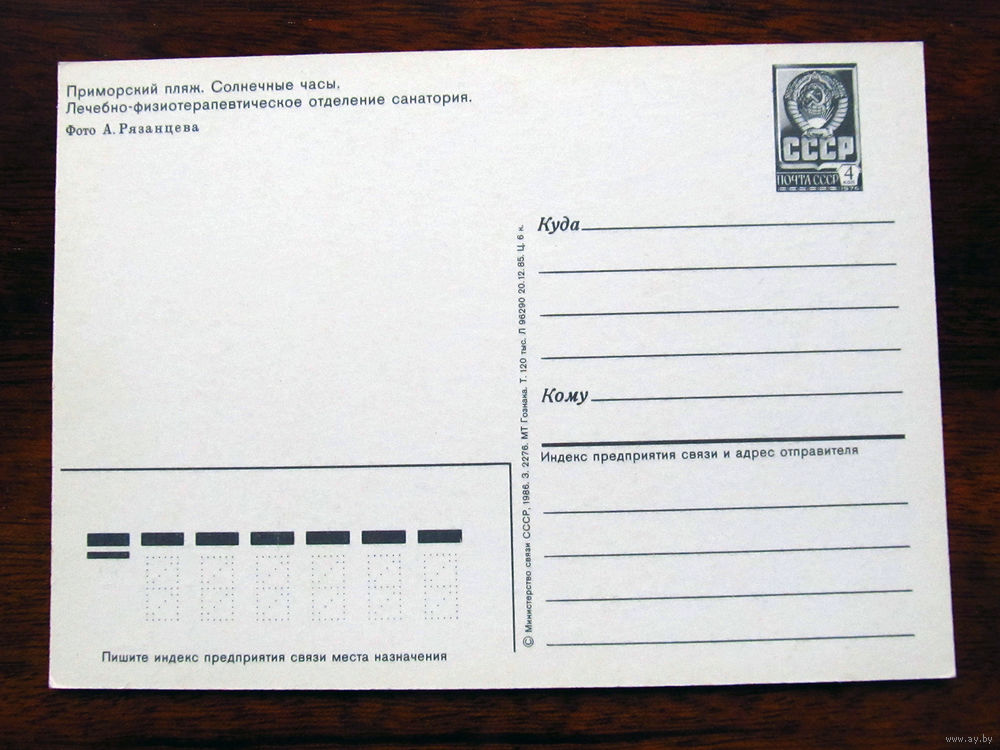 Приморский пляж. Солнечные часы.
Лечебно-физиотерапевтическое отделение санатория.
Фото А. Рязанцева
СССР
ПОЧТА СССР
4
КОП
1976
Куда
Кому
Индекс предприятия связи и адрес отправителя
© Министерство связи СССР, 1986. З. 2276. МТ Гознака. Т. 120 тыс. Л 96290 20.12.85. Ц. 6 к.
Пишите индекс предприятия связи места назначения
www.ay.by